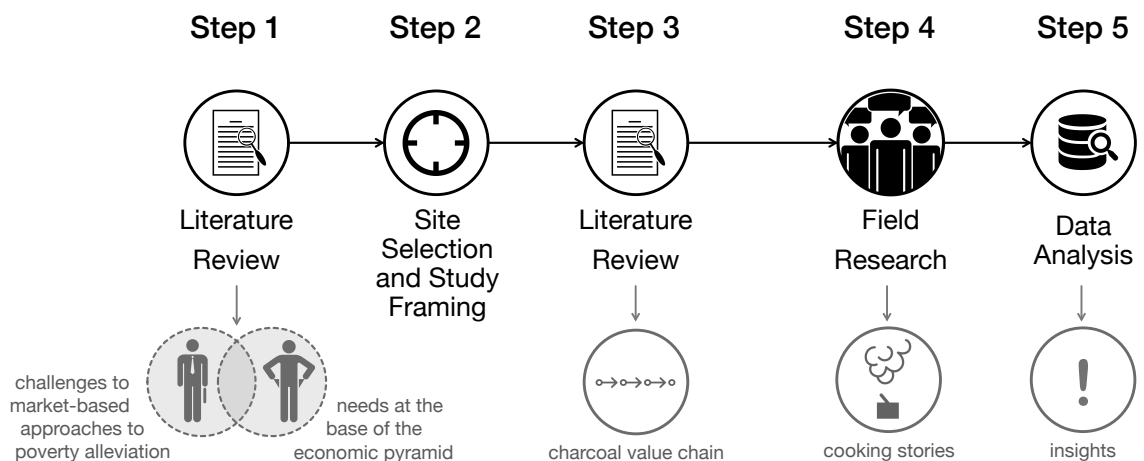 Step 1
Step 2
Step 3
Step 4
Step 5
Literature
Review
Site
Selection
and Study
Framing
Literature
Review
Field
Research
Data
Analysis
challenges to
market-based
approaches to
poverty alleviation
needs at the
base of the
economic pyramid
charcoal value chain
cooking stories
insights